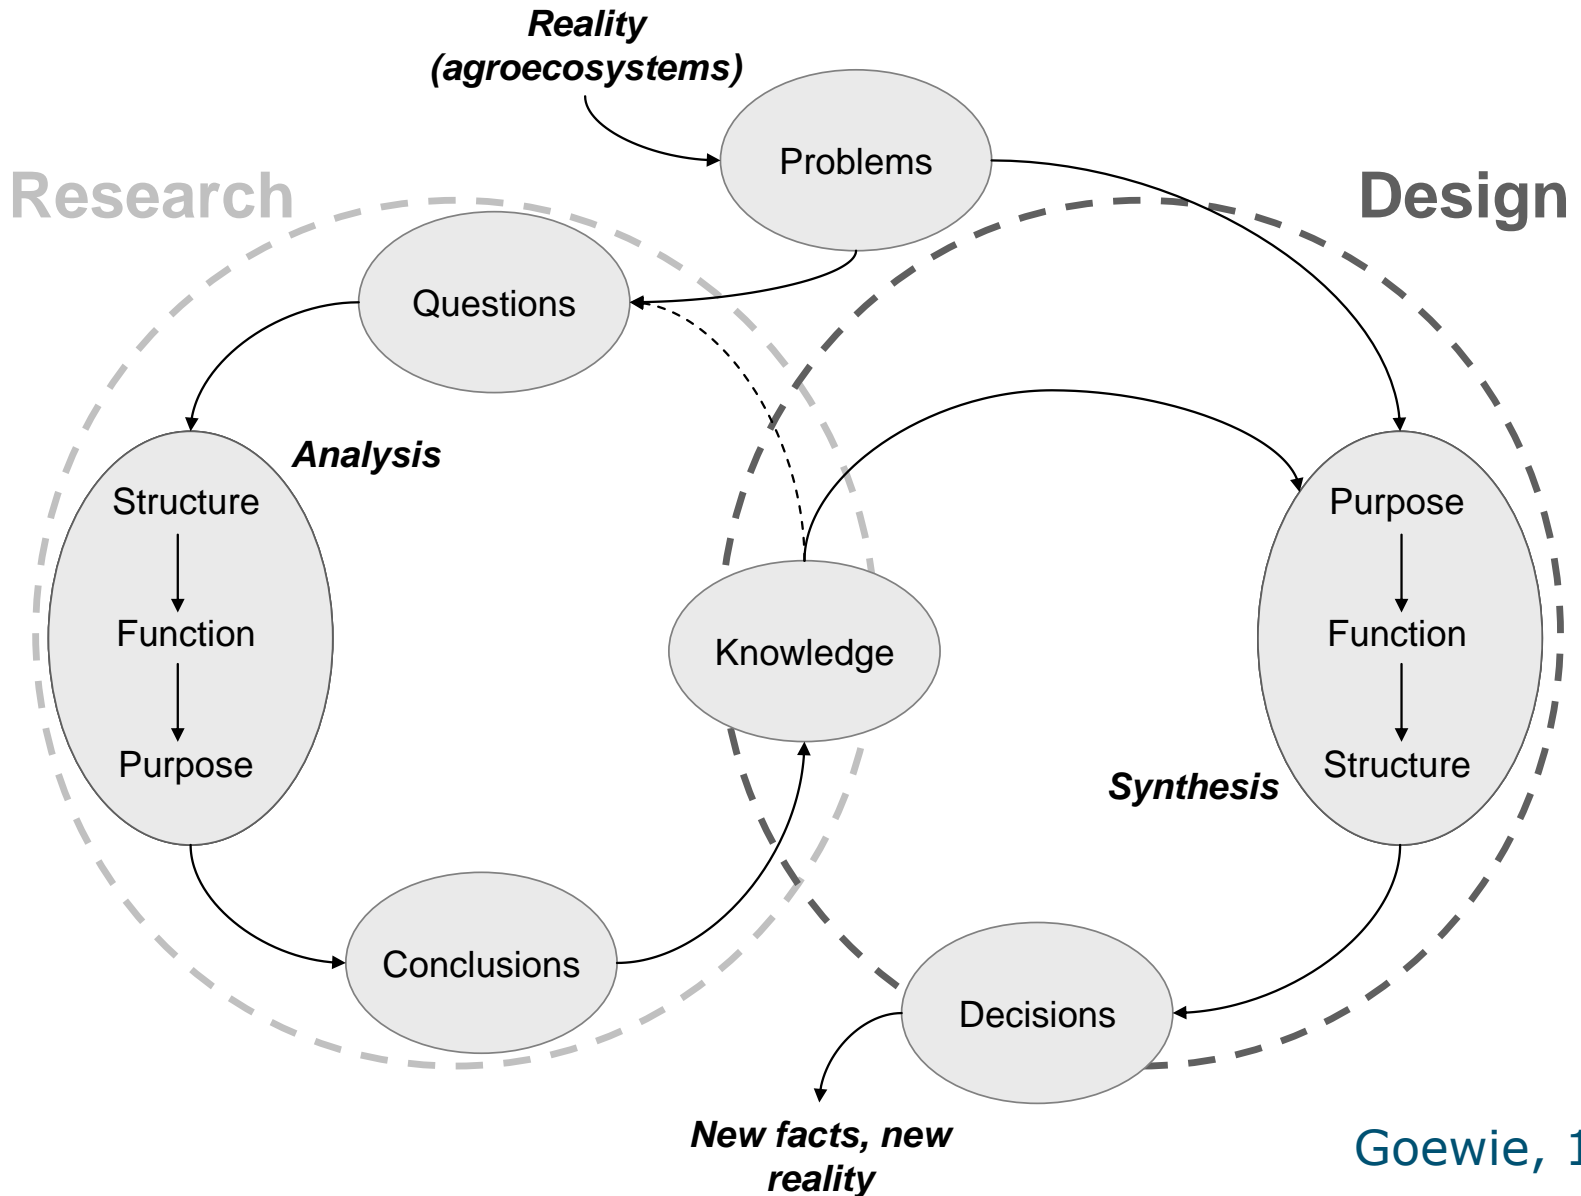 Reality
(agroecosystems)
Problems
Research
Design
Questions
Analysis
Structure
Function
Purpose
Knowledge
Purpose
Function
Structure
Synthesis
Conclusions
Decisions
New facts, new
reality
Goewie, 1